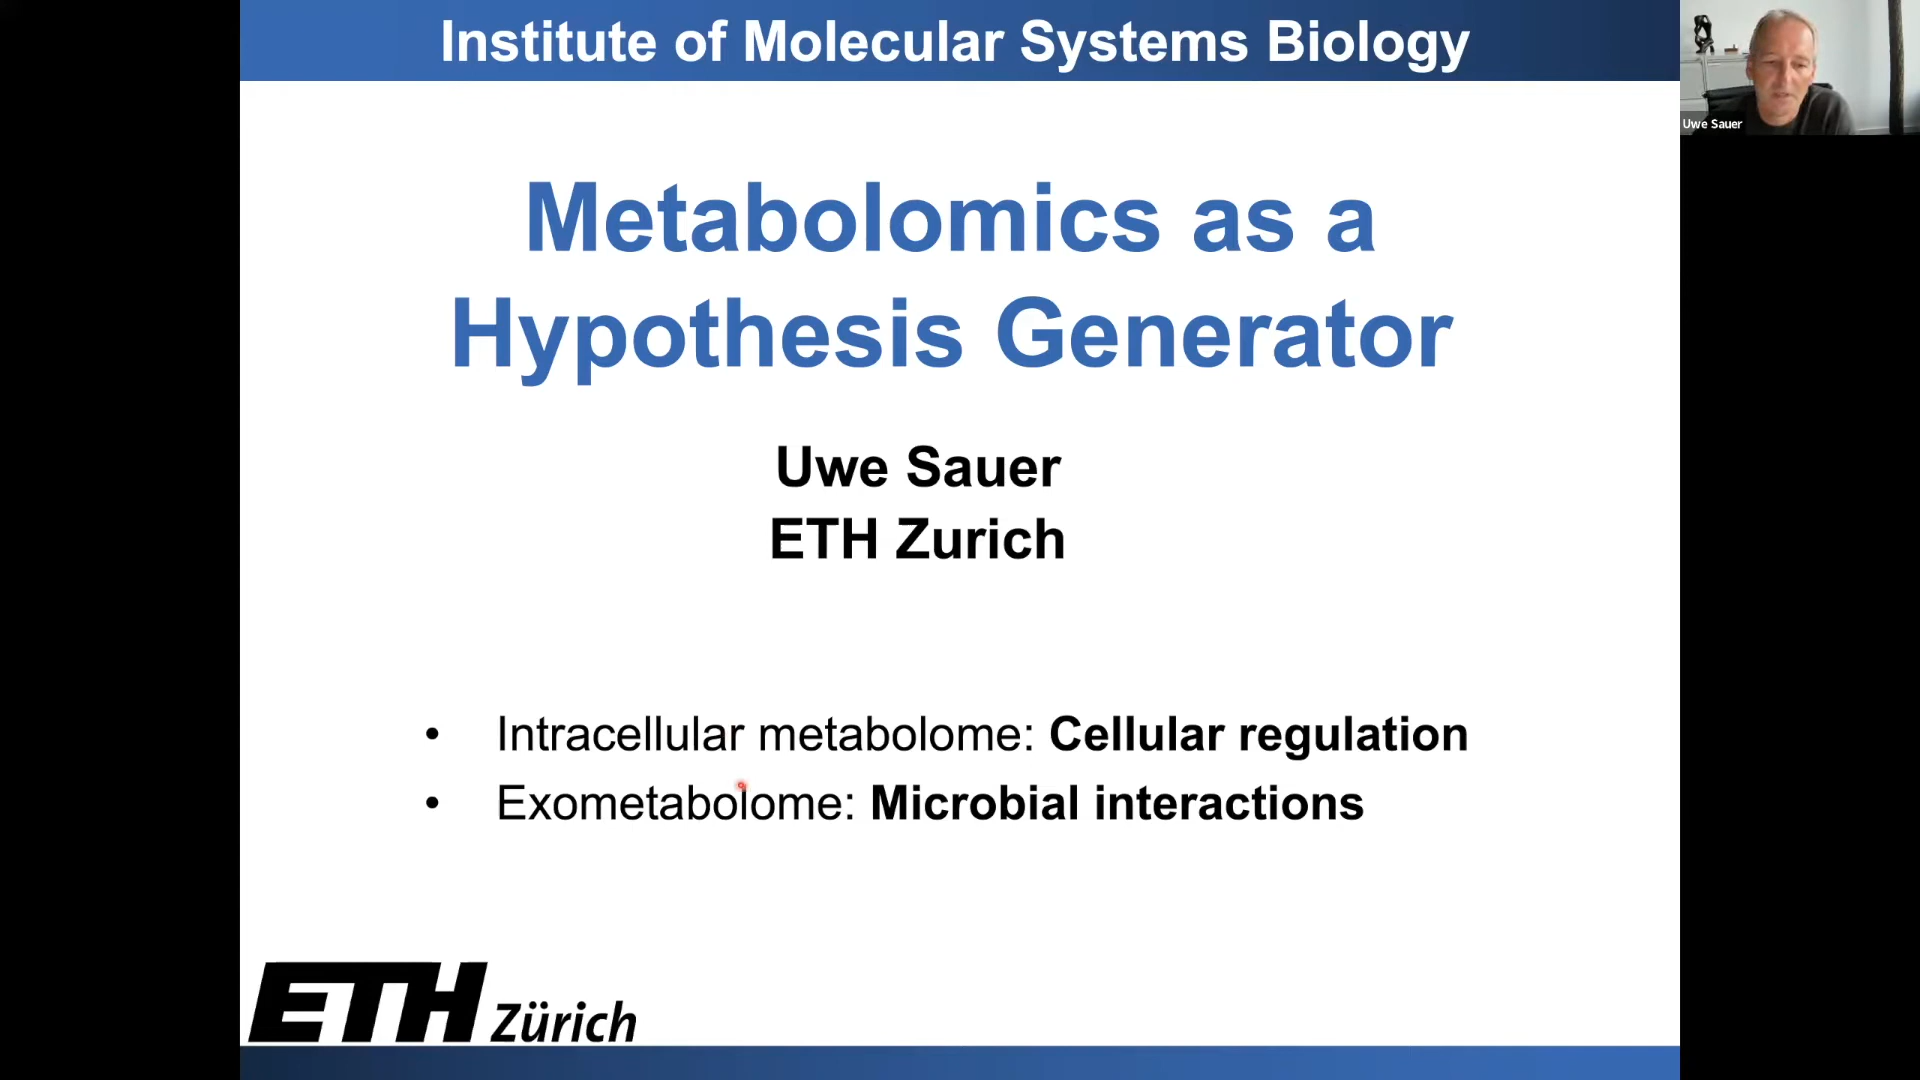 Institute of Molecular Systems Biology
Uwe Sauer
Metabolomics as a
Hypothesis Generator
Uwe Sauer
ETH Zurich
• Intracellular metabolome: Cellular regulation
• Exometabolome: Microbial interactions
ETH Zürich